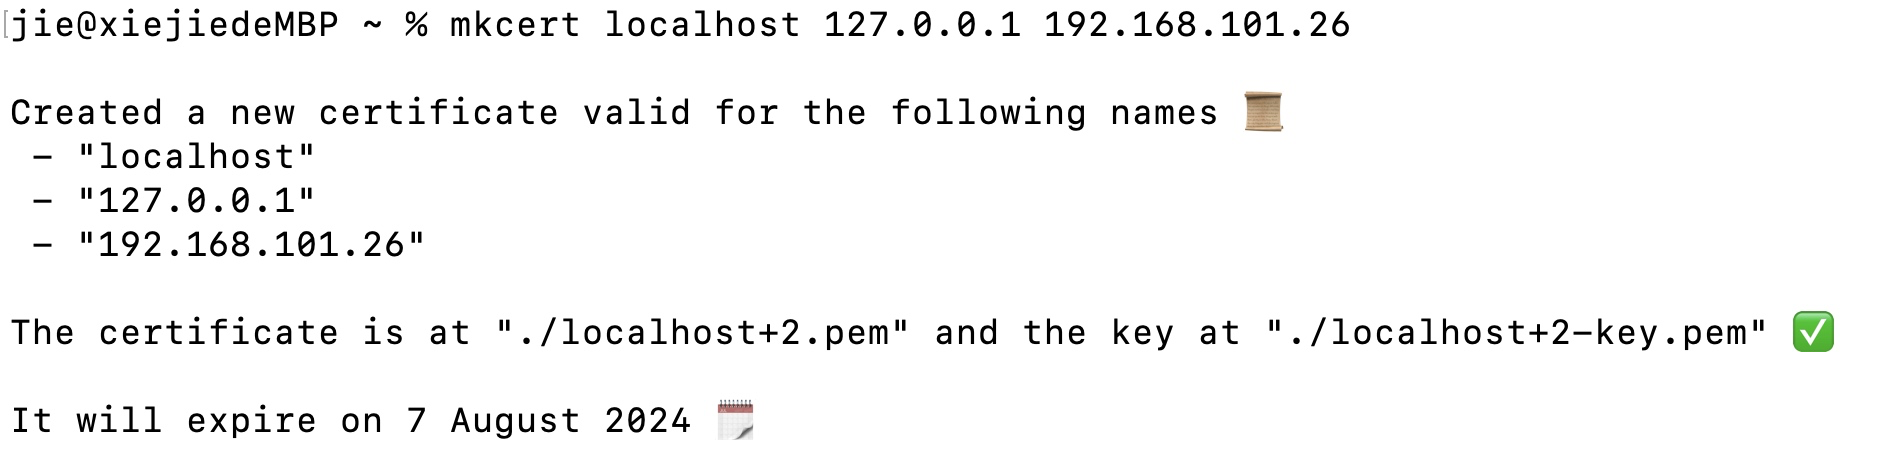 [jie@xiejiedeMBP ~ % mkcert localhost 127.0.0.1 192.168.101.26
Created a new certificate valid for the following names 📜
- "localhost"
- "127.0.0.1"
- "192.168.101.26"
The certificate is at "./localhost+2.pem" and the key at "./localhost+2-key.pem" ✅
It will expire on 7 August 2024 🗓